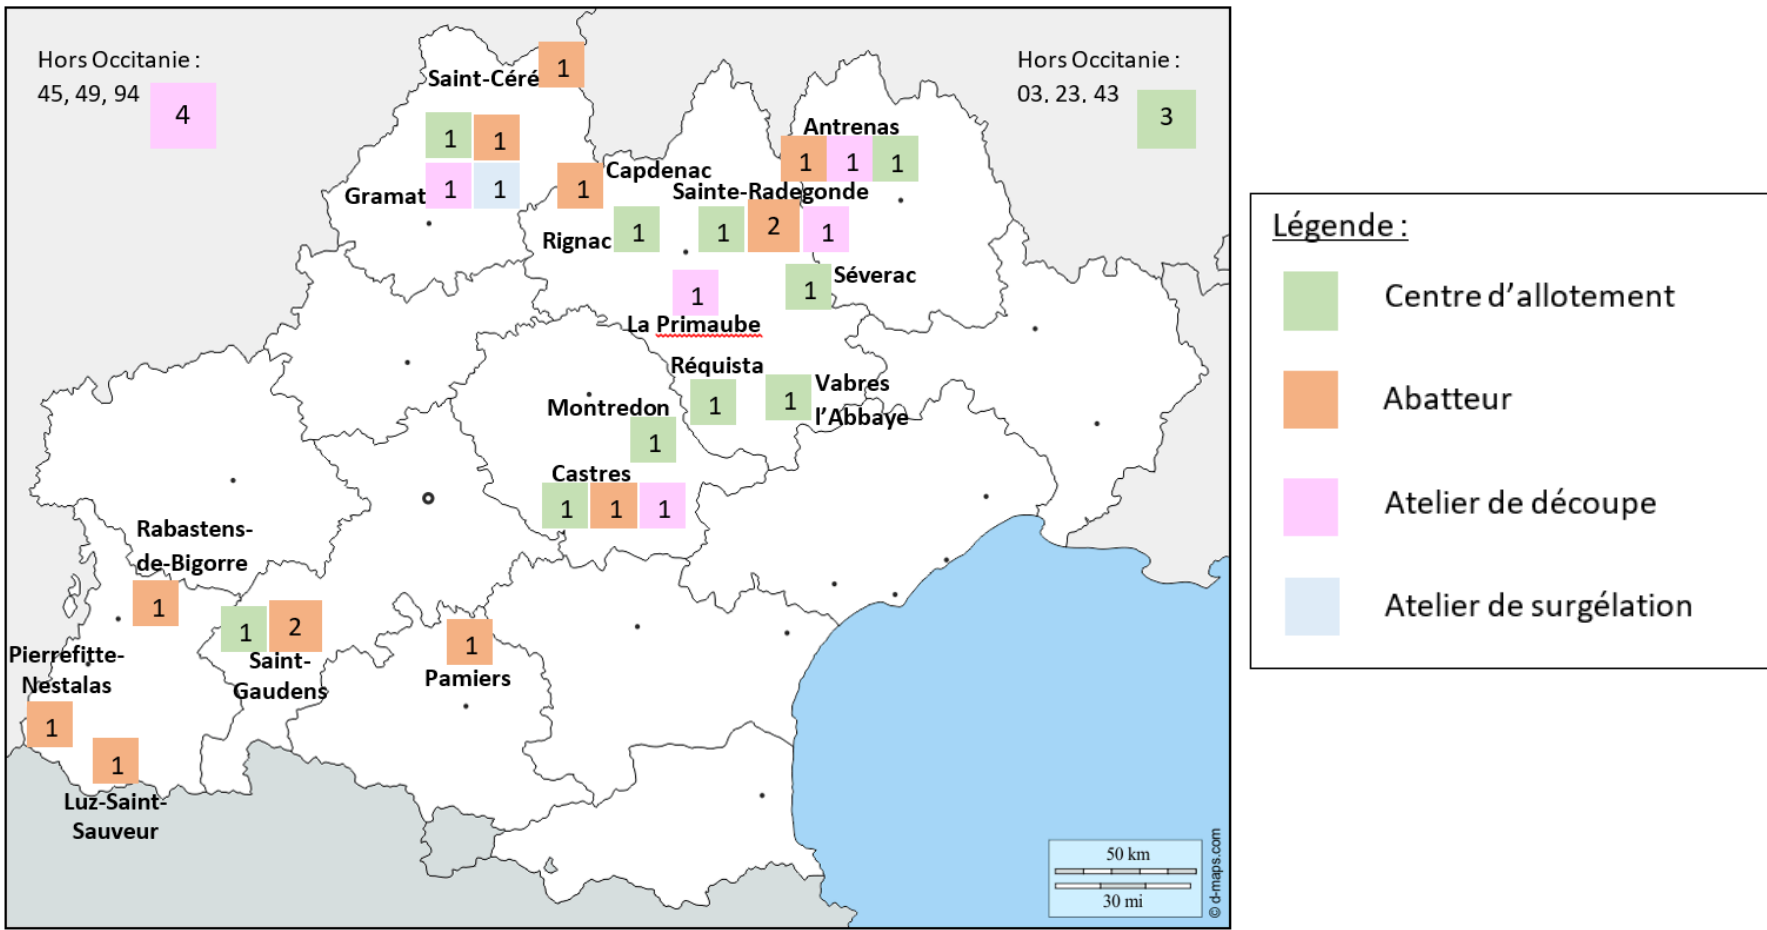 Hors Occitanie :
45, 49, 94
4
Hors Occitanie :
03, 23, 43
3
Saint-Céré
1
1
1
Gramat
1
1
Antrenas
1
1
1
Capdenac
1
Sainte-Radegonde
Rignac
1
1
2
1
Séverac
1
1
La Primaube
Réquista
1
1
Vabres
l'Abbaye
Montredon
1
Castres
1
1
1
Rabastens-
de-Bigorre
1
1
2
Saint-
Gaudens
1
Pamiers
Pierrefitte-
Nestalas
1
1
Luz-Saint-
Sauveur
50 km
30 mi
© d-maps.com
Légende :
Centre d'allotement
Abatteur
Atelier de découpe
Atelier de surgélation